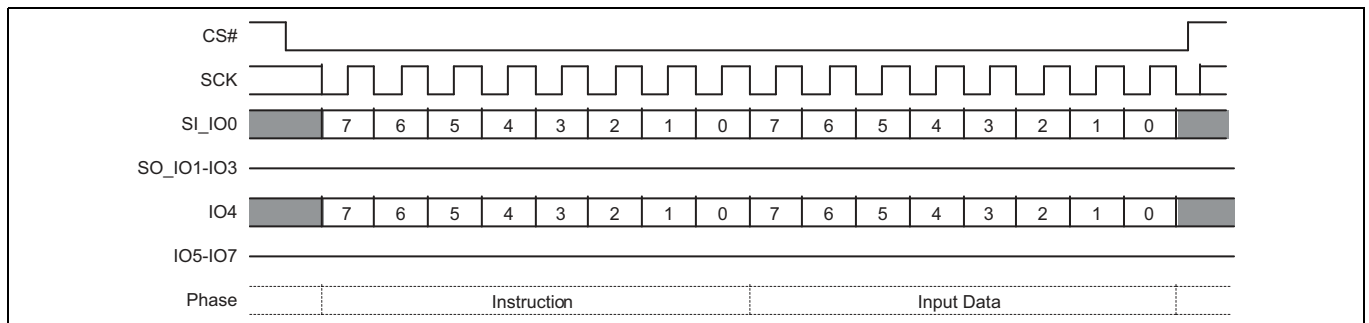 CS#
SCK
SI_IO0 7 6 5 4 3 2 1 0 7 6 5 4 3 2 1 0
SO_IO1-IO3
IO4 7 6 5 4 3 2 1 0 7 6 5 4 3 2 1 0
IO5-IO7
Phase Instruction Input Data